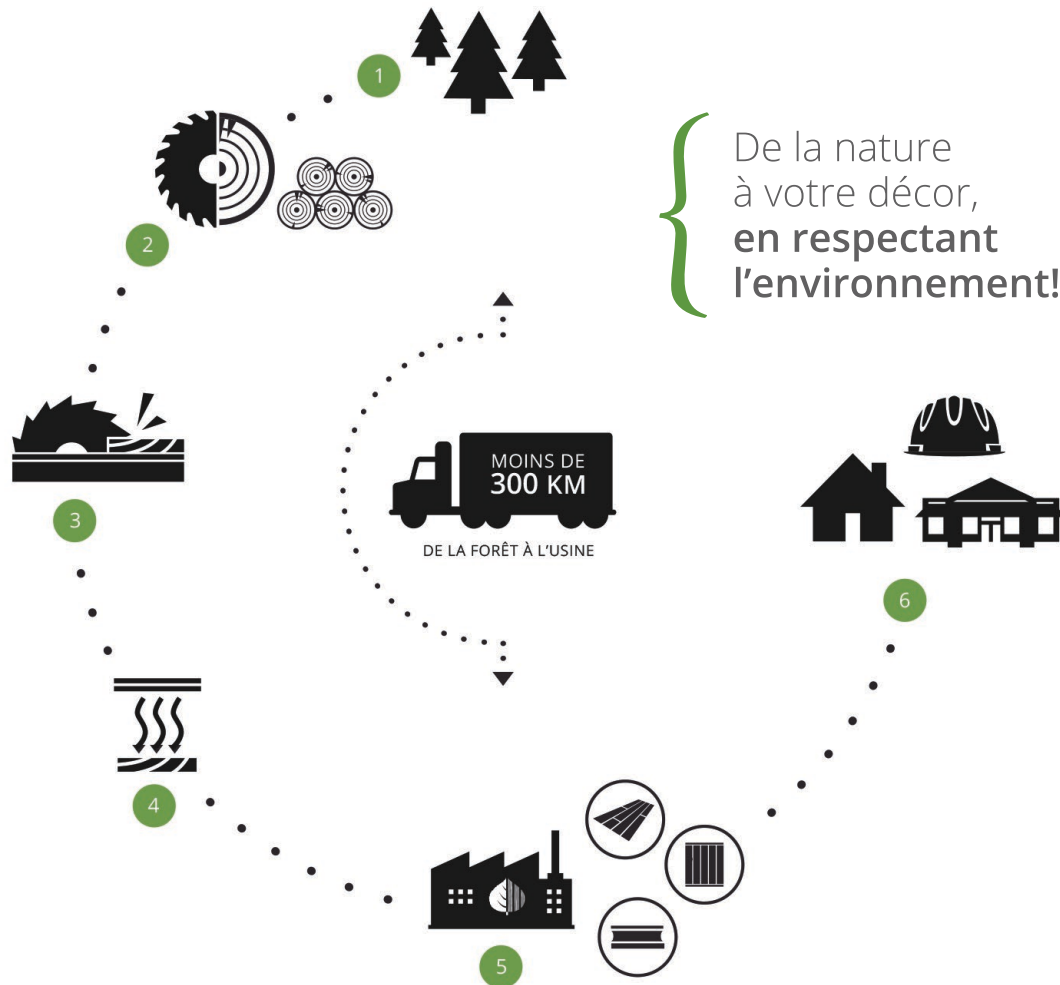 1
De la nature
à votre décor,
en respectant
l’environnement!
2
MOINS DE
300 KM
DE LA FORÊT À L’USINE
3
6
4
5